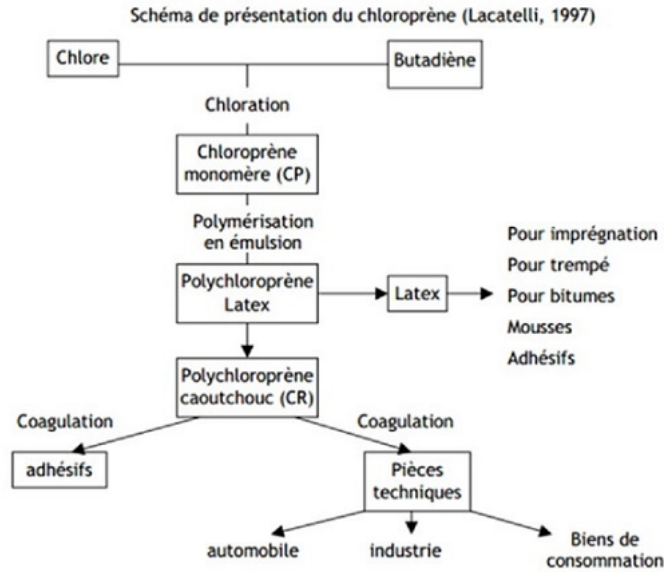 Schéma de présentation du chloroprène (Lacatelli, 1997)
Chlore
Butadiène
Chloration
Chloroprène
monomère (CP)
Polymérisation
en émulsion
Polychloroprène
Latex
Latex
Pour imprégnation
Pour trempé
Pour bitumes
Mousses
Adhésifs
Polychloroprène
caoutchouc (CR)
Coagulation
Coagulation
adhésifs
Pièces
techniques
automobile
industrie
Biens de
consommation